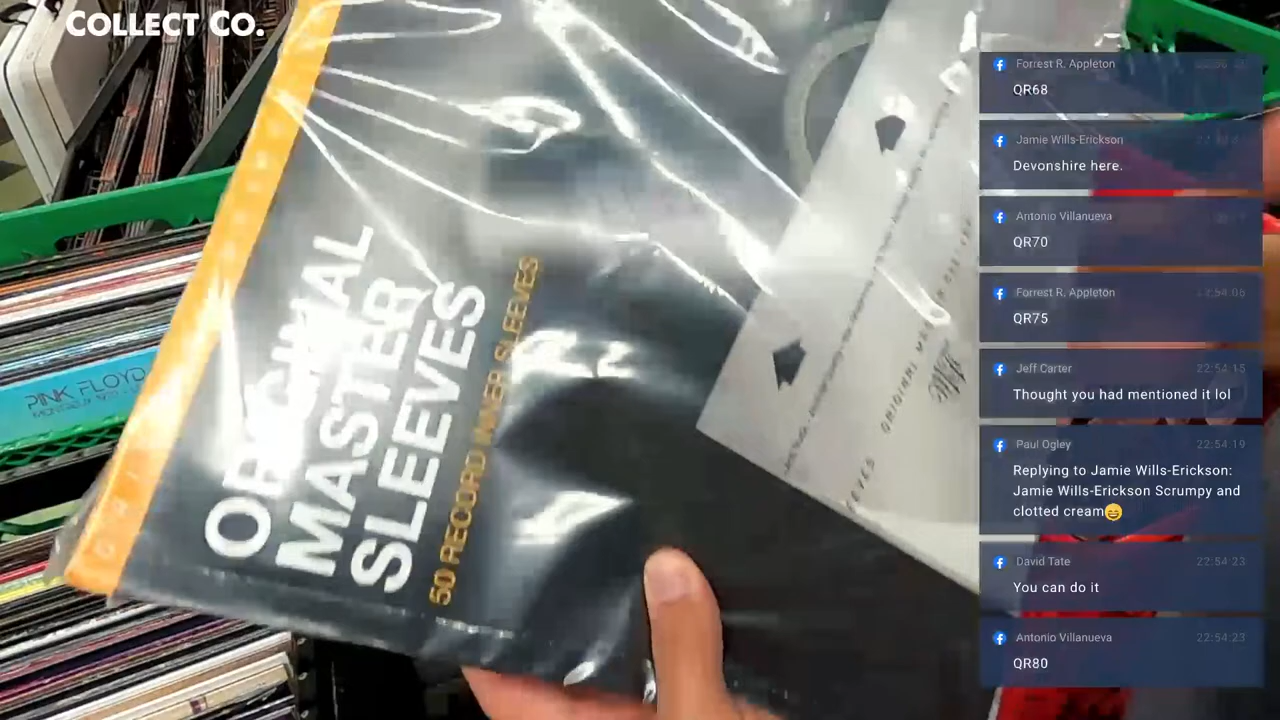 COLLECT CO.
ORIGINAL
MASTER
SLEEVES
50 RECORD INNER SLEEVES
PINK FLOYD
Forrest R. Appleton
QR68
Jamie Wills-Erickson
Devonshire here.
Antonio Villanueva
QR70
Forrest R. Appleton 22:54:06
QR75
Jeff Carter 22:54:15
Thought you had mentioned it lol
Paul Ogley 22:54:19
Replying to Jamie Wills-Erickson:
Jamie Wills-Erickson Scrumpy and
clotted cream😄
David Tate 22:54:23
You can do it
Antonio Villanueva 22:54:23
QR80